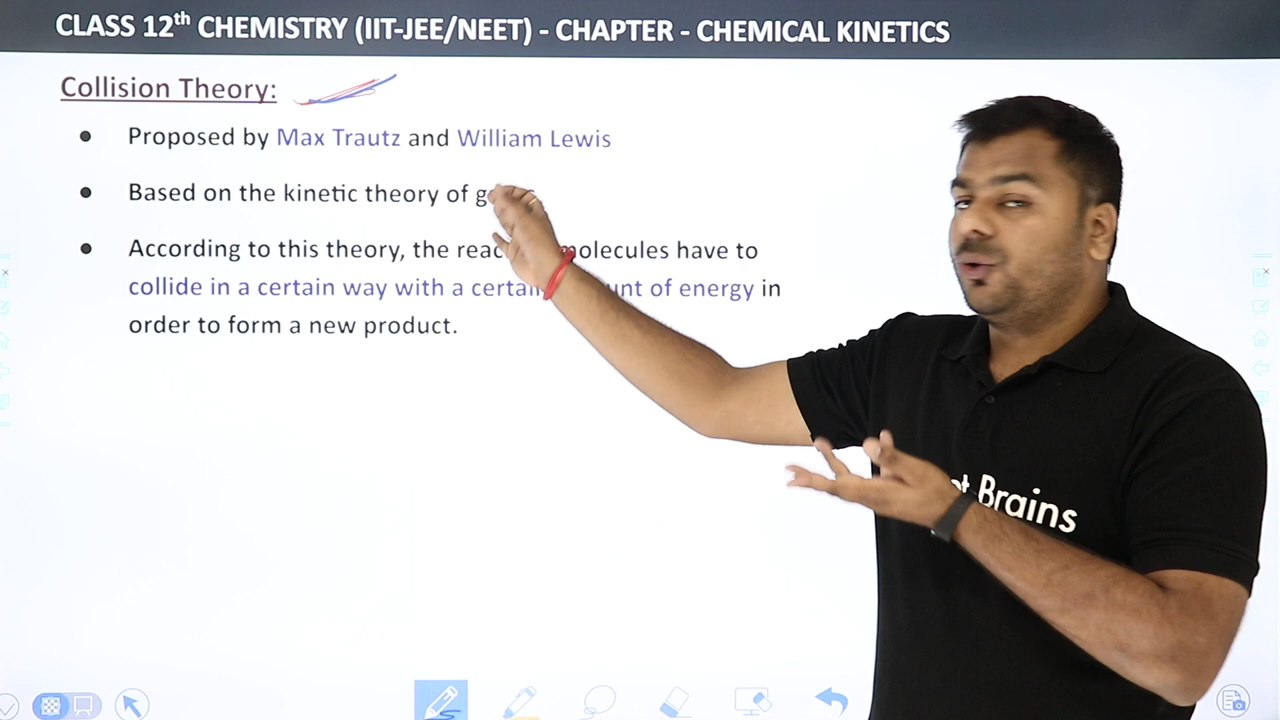 CLASS 12th CHEMISTRY (IIT-JEE/NEET) - CHAPTER - CHEMICAL KINETICS
Collision Theory:
● Proposed by Max Trautz and William Lewis
● Based on the kinetic theory of
● According to this theory, the molecules have to
collide in a certain way with a of energy in
order to form a new product.
Brains